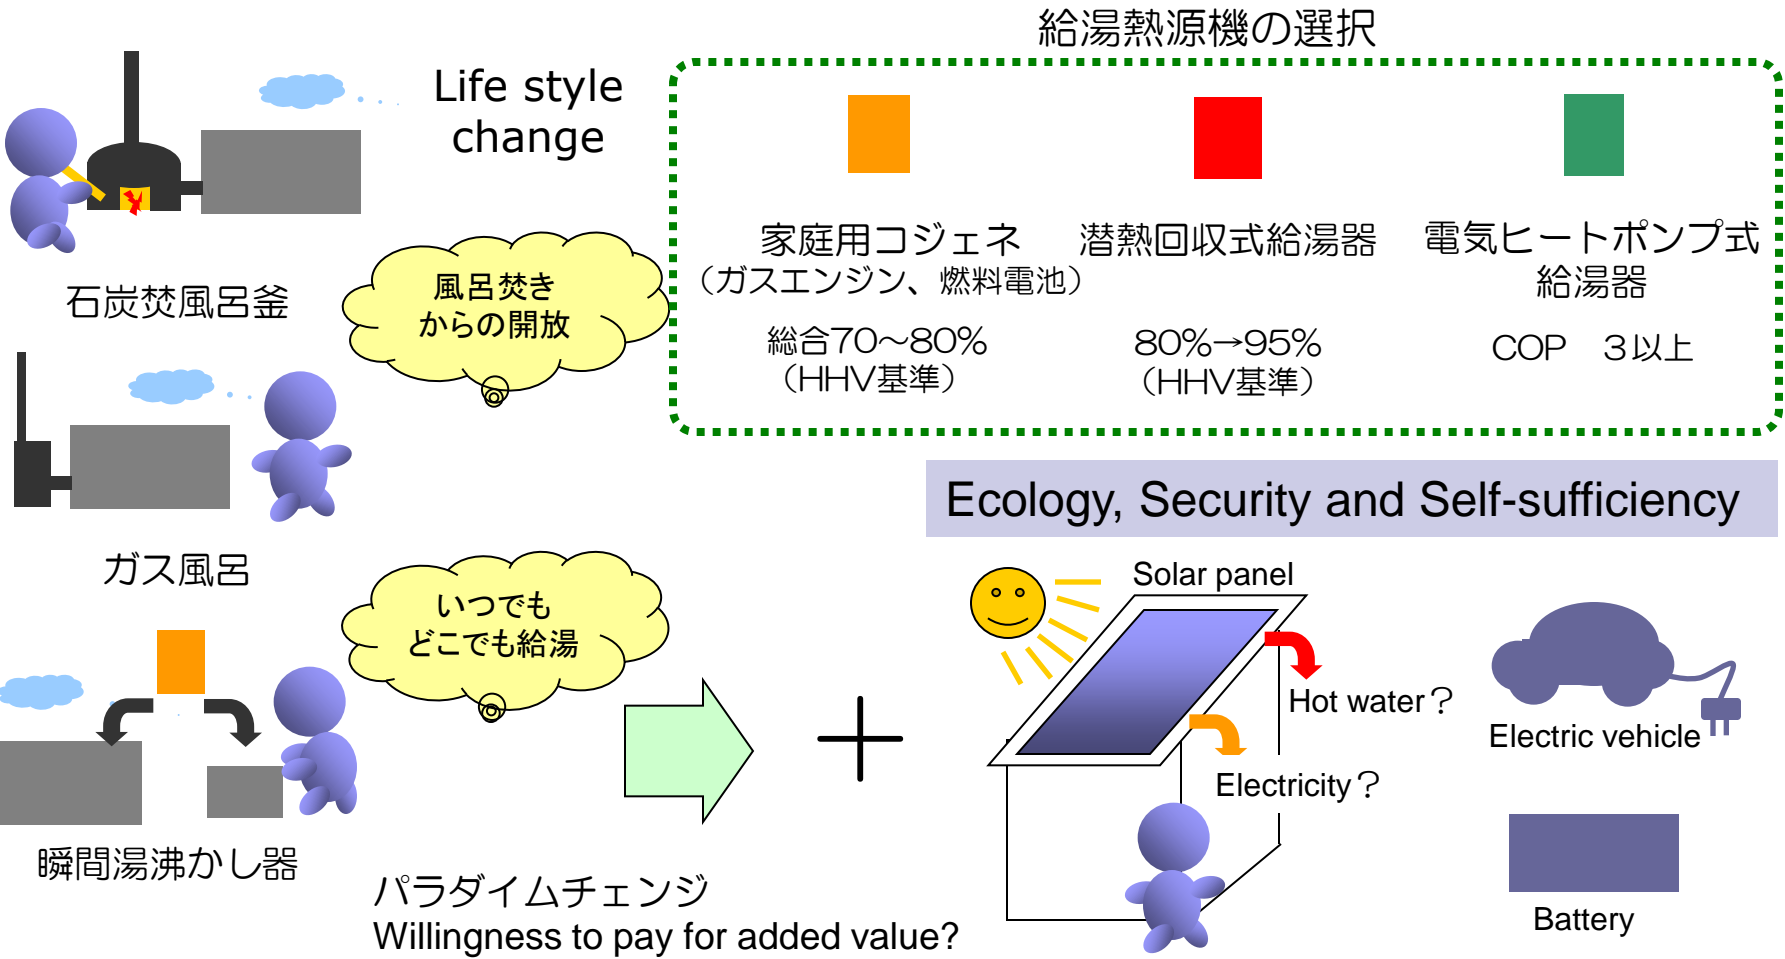 給湯熱源機の選択
Life style
change
家庭用コジェネ
（ガスエンジン、燃料電池）
総合70～80%
（HHV基準）
潜熱回収式給湯器
80%→95%
（HHV基準）
電気ヒートポンプ式
給湯器
COP　３以上
石炭焚風呂釜
風呂焚き
からの開放
ガス風呂
いつでも
どこでも給湯
瞬間湯沸かし器
パラダイムチェンジ
Willingness to pay for added value?
Ecology, Security and Self-sufficiency
Solar panel
Hot water？
Electricity？
Electric vehicle
Battery